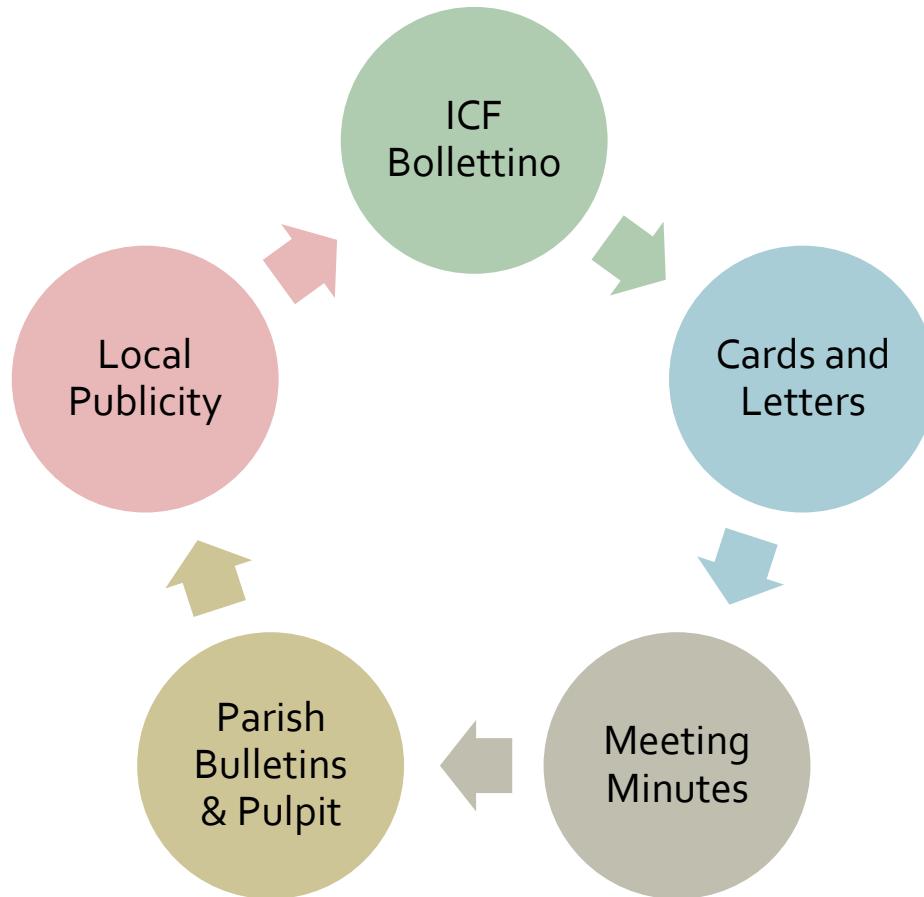 ICF
Bollettino
Cards and
Letters
Meeting
Minutes
Parish
Bulletins
& Pulpit
Local
Publicity